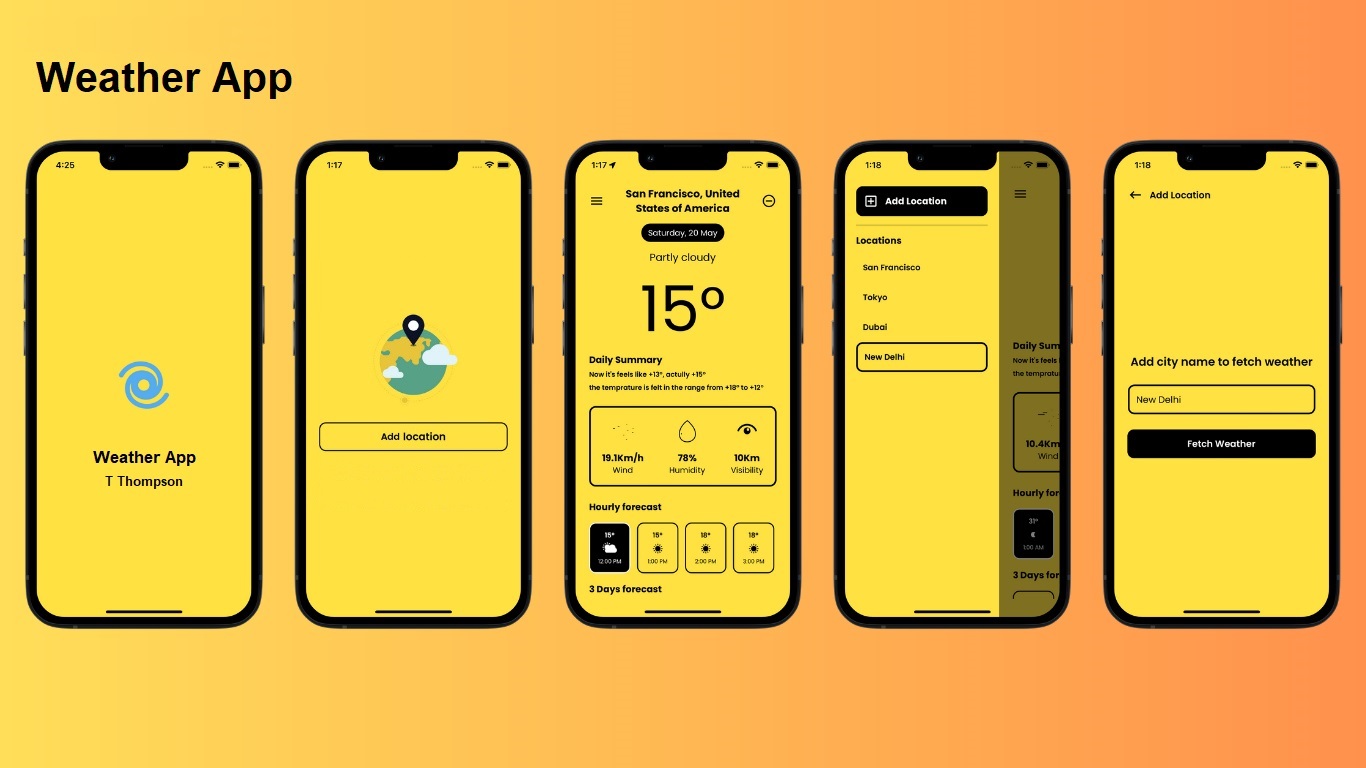 Weather App
4:25
Weather App
T Thompson
1:17
Add location
1:17
San Francisco, United
States of America
Saturday, 20 May
Partly cloudy
15°
Daily Summary
Now it's feels like +13°, actully +15°
the temprature is felt in the range from +18° to +12°
19.1Km/h 78% 10Km
Wind Humidity Visibility
Hourly forecast
15° 18° 18° 18°
12:00 PM 1:00 PM 2:00 PM 3:00 PM
3 Days forecast
1:18
Add Location
Locations
San Francisco
Tokyo
Dubai
New Delhi
Daily Sum
Now it's feels
the tempratu
10.4Km
Wind
Hourly for
31°
1:00 AM
3 Days for
1:18
Add Location
Add city name to fetch weather
New Delhi
Fetch Weather